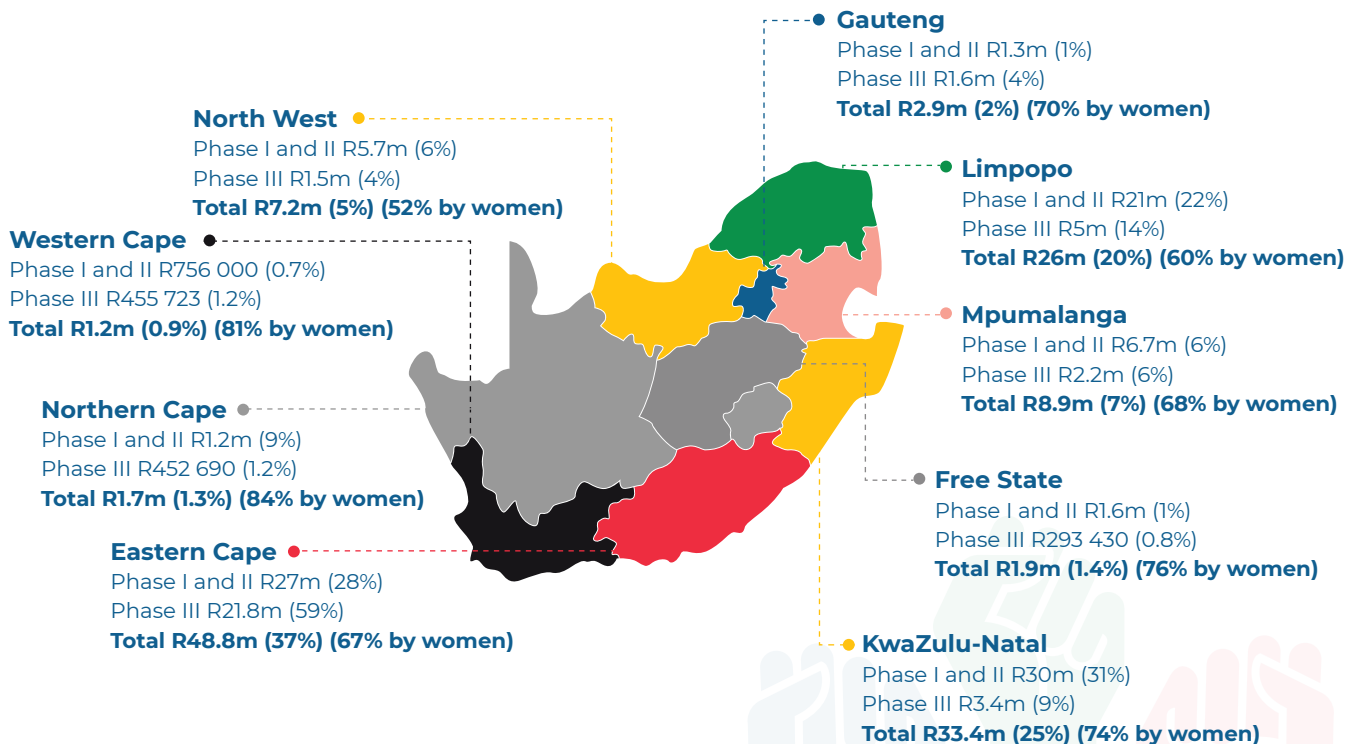 Gauteng
Phase I and II R1.3m (1%)
Phase III R1.6m (4%)
Total R2.9m (2%) (70% by women)
North West
Phase I and II R5.7m (6%)
Phase III R1.5m (4%)
Total R7.2m (5%) (52% by women)
Limpopo
Phase I and II R21m (22%)
Phase III R5m (14%)
Total R26m (20%) (60% by women)
Western Cape
Phase I and II R756 000 (0.7%)
Phase III R455 723 (1.2%)
Total R1.2m (0.9%) (81% by women)
Mpumalanga
Phase I and II R6.7m (6%)
Phase III R2.2m (6%)
Total R8.9m (7%) (68% by women)
Northern Cape
Phase I and II R1.2m (9%)
Phase III R452 690 (1.2%)
Total R1.7m (1.3%) (84% by women)
Free State
Phase I and II R1.6m (1%)
Phase III R293 430 (0.8%)
Total R1.9m (1.4%) (76% by women)
Eastern Cape
Phase I and II R27m (28%)
Phase III R21.8m (59%)
Total R48.8m (37%) (67% by women)
KwaZulu-Natal
Phase I and II R30m (31%)
Phase III R3.4m (9%)
Total R33.4m (25%) (74% by women)